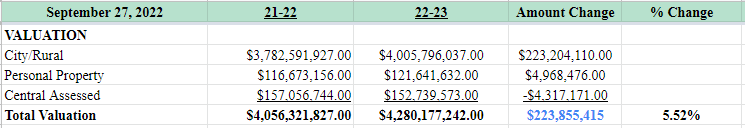 September 27, 2022 21-22 22-23 Amount Change % Change
VALUATION
City/Rural $3,782,591,927.00 $4,005,796,037.00 $223,204,110.00
Personal Property $116,673,156.00 $121,641,632.00 $4,968,476.00
Central Assessed $157,056,744.00 $152,739,573.00 -$4,317,171.00
Total Valuation $4,056,321,827.00 $4,280,177,242.00 $223,855,415 5.52%